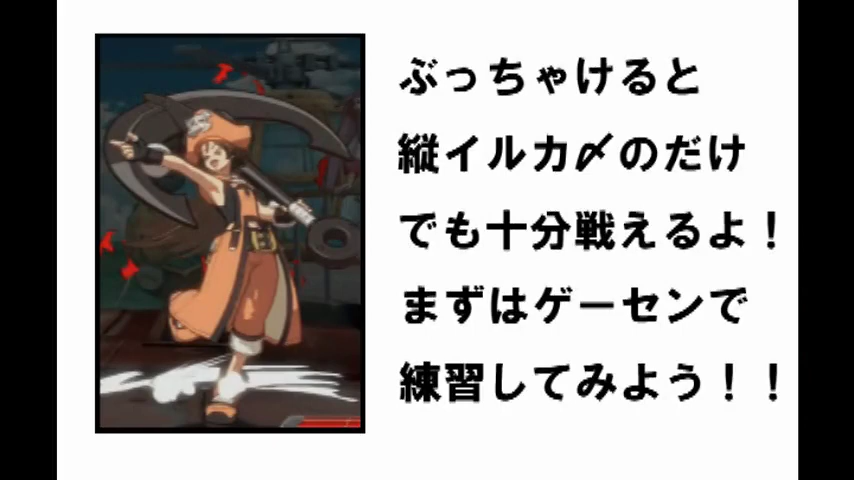 ぶっちゃけると
縦イルカ〆のだけ
でも十分戦えるよ！
まずはゲーセンで
練習してみよう！！